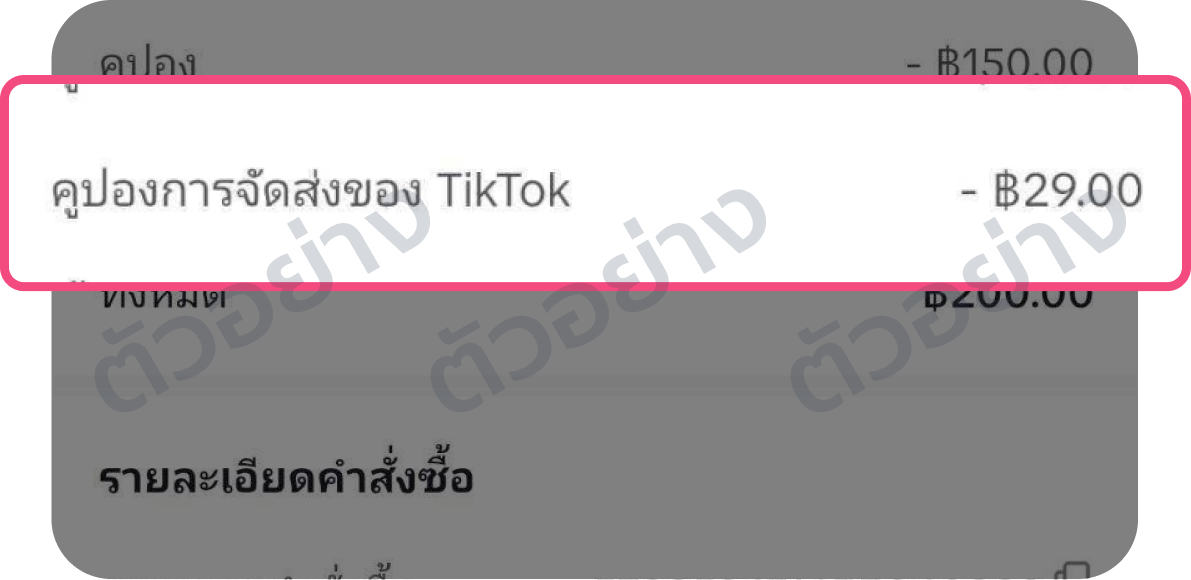 คูปอง - ฿150.00
คูปองการจัดส่งของ TikTok - ฿29.00
ทั้งหมด ฿200.00
ตัวอย่าง ตัวอย่าง ตัวอย่าง
รายละเอียดคำสั่งซื้อ